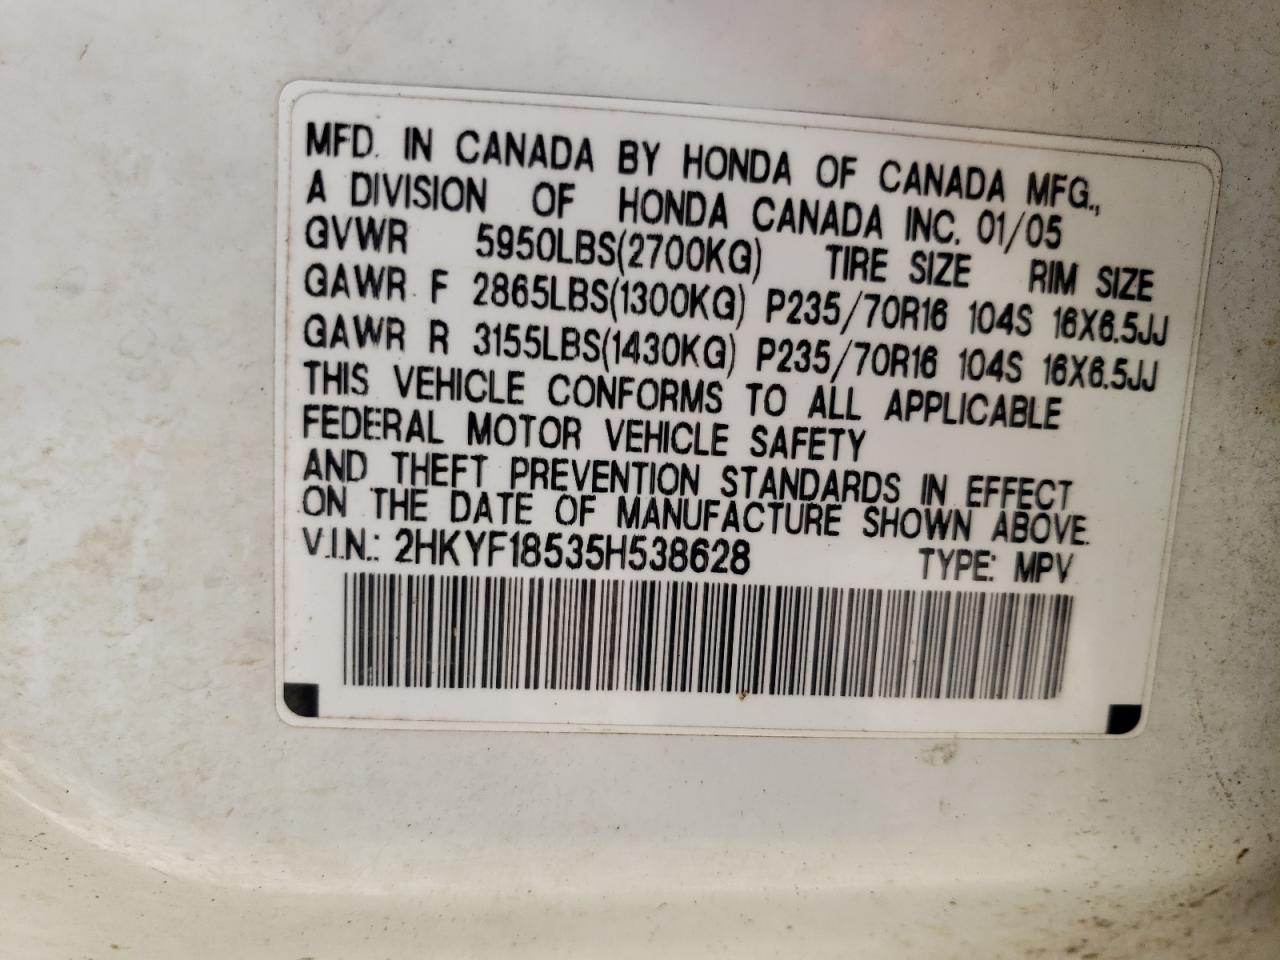 MFD. IN CANADA BY HONDA OF CANADA MFG.,
A DIVISION OF HONDA CANADA INC. 01/05
GVWR 5950LBS(2700KG) TIRE SIZE RIM SIZE
GAWR F 2865LBS(1300KG) P235/70R16 104S 16X6.5JJ
GAWR R 3155LBS(1430KG) P235/70R16 104S 16X6.5JJ
THIS VEHICLE CONFORMS TO ALL APPLICABLE
FEDERAL MOTOR VEHICLE SAFETY
AND THEFT PREVENTION STANDARDS IN EFFECT
ON THE DATE OF MANUFACTURE SHOWN ABOVE.
V.I.N.: 2HKYF18535H538628 TYPE: MPV